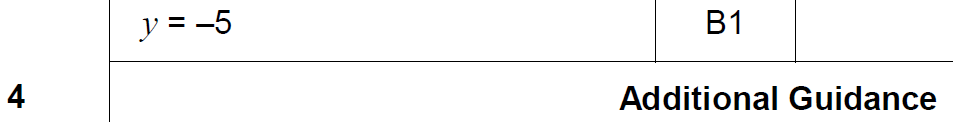 y = –5 B1
4 Additional Guidance